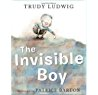 TRUDY LUDWIG
The
Invisible
Boy
PATRICE BARTON